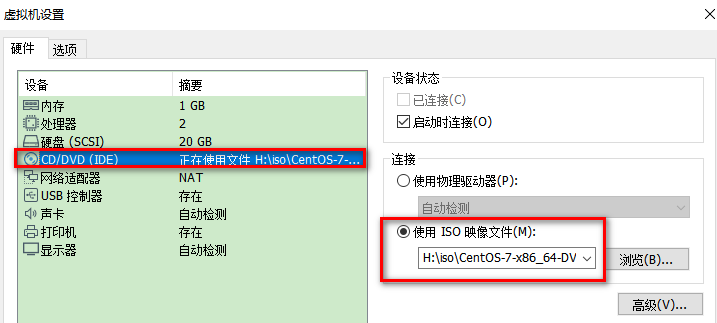 虚拟机设置
硬件 选项
设备 摘要
内存 1 GB
处理器 2
硬盘 (SCSI) 20 GB
CD/DVD (IDE) 正在使用文件 H:\iso\CentOS-7-...
网络适配器 NAT
USB 控制器 存在
声卡 自动检测
打印机 存在
显示器 自动检测
设备状态
已连接(C)
启动时连接(O)
连接
使用物理驱动器(P):
自动检测
使用 ISO 映像文件(M):
H:\iso\CentOS-7-x86_64-DV 浏览(B)...
高级(V)...